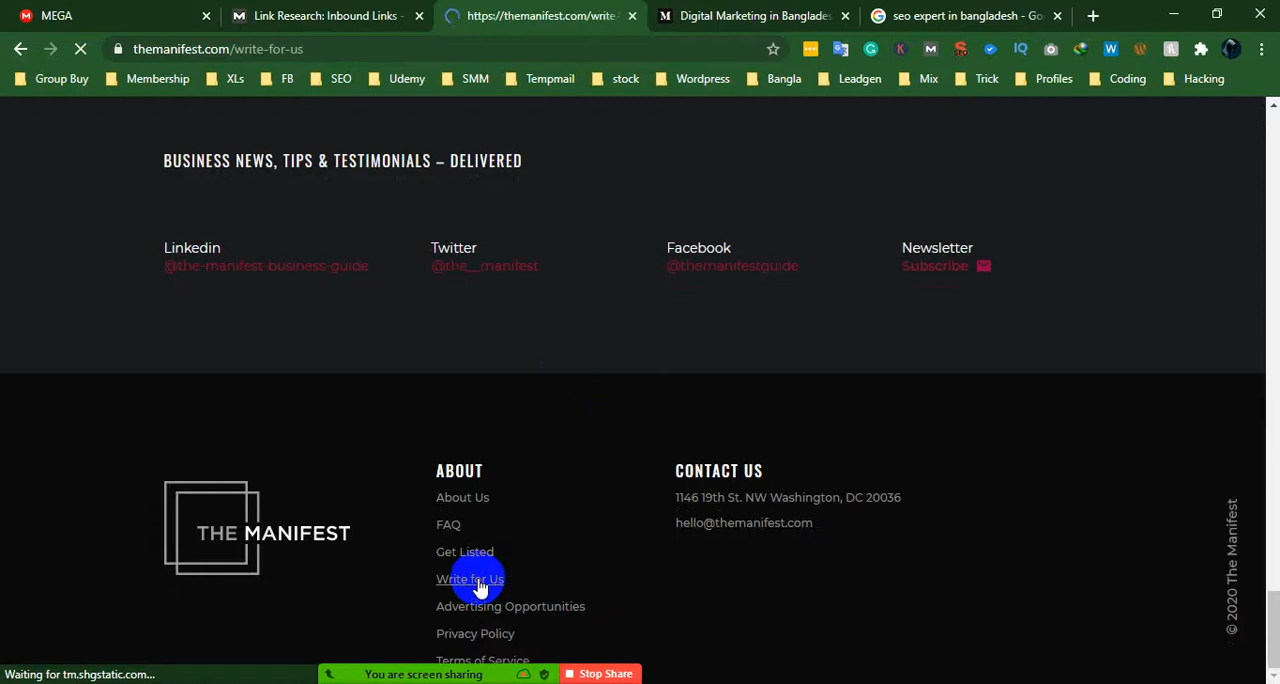 MEGA
Link Research: Inbound Links -
https://themanifest.com/write-
Digital Marketing in Banglades
seo expert in bangladesh - Go
themanifest.com/write-for-us
Group Buy
Membership
XLs
FB
SEO
Udemy
SMM
Tempmail
stock
Wordpress
Bangla
Leadgen
Mix
Trick
Profiles
Coding
Hacking
BUSINESS NEWS, TIPS & TESTIMONIALS – DELIVERED
Linkedin
@the-manifest-business-guide
Twitter
@the__manifest
Facebook
@themanifestguide
Newsletter
Subscribe
THE MANIFEST
ABOUT
About Us
FAQ
Get Listed
Write for Us
Advertising Opportunities
Privacy Policy
Terms of Service
CONTACT US
1146 19th St. NW Washington, DC 20036
hello@themanifest.com
© 2020 The Manifest
Waiting for tm.shgstatic.com...
You are screen sharing
Stop Share